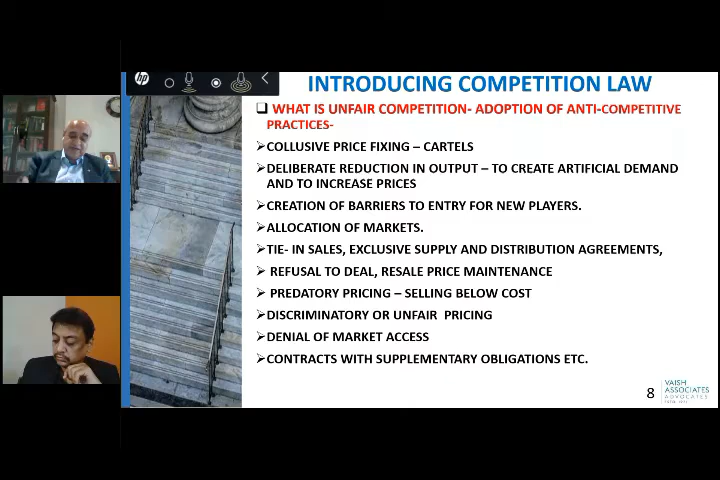 hp
INTRODUCING COMPETITION LAW
WHAT IS UNFAIR COMPETITION- ADOPTION OF ANTI-COMPETITIVE
PRACTICES-
COLLUSIVE PRICE FIXING – CARTELS
DELIBERATE REDUCTION IN OUTPUT – TO CREATE ARTIFICIAL DEMAND
AND TO INCREASE PRICES
CREATION OF BARRIERS TO ENTRY FOR NEW PLAYERS.
ALLOCATION OF MARKETS.
TIE- IN SALES, EXCLUSIVE SUPPLY AND DISTRIBUTION AGREEMENTS,
REFUSAL TO DEAL, RESALE PRICE MAINTENANCE
PREDATORY PRICING – SELLING BELOW COST
DISCRIMINATORY OR UNFAIR PRICING
DENIAL OF MARKET ACCESS
CONTRACTS WITH SUPPLEMENTARY OBLIGATIONS ETC.
8
VAISH
ASSOCIATES
ADVOCATES